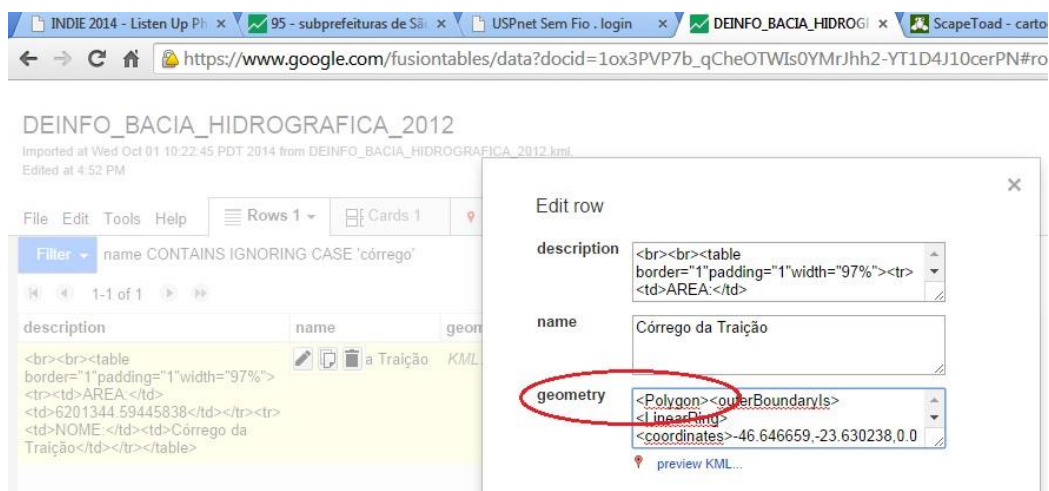 INDIE 2014 - Listen Up Ph
95 - subprefeituras de Sã
USPnet Sem Fio . login
DEINFO_BACIA_HIDROGI
ScapeToad - carto
https://www.google.com/fusiontables/data?docid=1ox3PVP7b_qCheOTWIs0YMrJhh2-YT1D4J10cerPN#ro
DEINFO_BACIA_HIDROGRAFICA_2012
Imported at Wed Oct 01 10:22:45 PDT 2014 from DEINFO_BACIA_HIDROGRAFICA_2012.kml.
Edited at 4:52 PM
File Edit Tools Help Rows 1 Cards 1
Filter name CONTAINS IGNORING CASE 'córrego'
1-1 of 1
description name geom
<br><br><table
border="1"padding="1"width="97%">
<tr><td>AREA:</td>
<td>6201344.59445838</td></tr><tr>
<td>NOME:</td><td>Córrego da
Traição</td></tr></table>
a Traição
KML
Edit row
description
<br><br><table
border="1"padding="1"width="97%"><tr>
<td>AREA:</td>
name
Córrego da Traição
geometry
<Polygon><outerBoundaryIs>
<LinearRing>
<coordinates>-46.646659,-23.630238,0.0
preview KML...